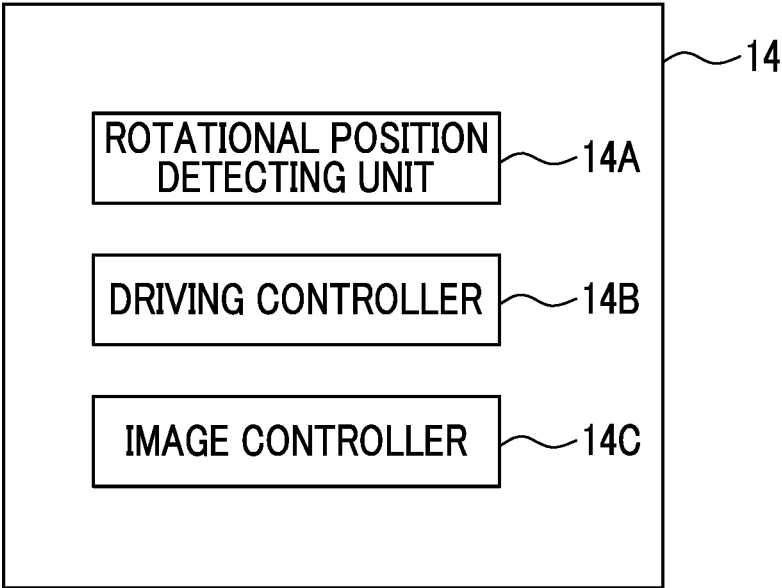 14
ROTATIONAL POSITION
DETECTING UNIT
14A
DRIVING CONTROLLER
14B
IMAGE CONTROLLER
14C